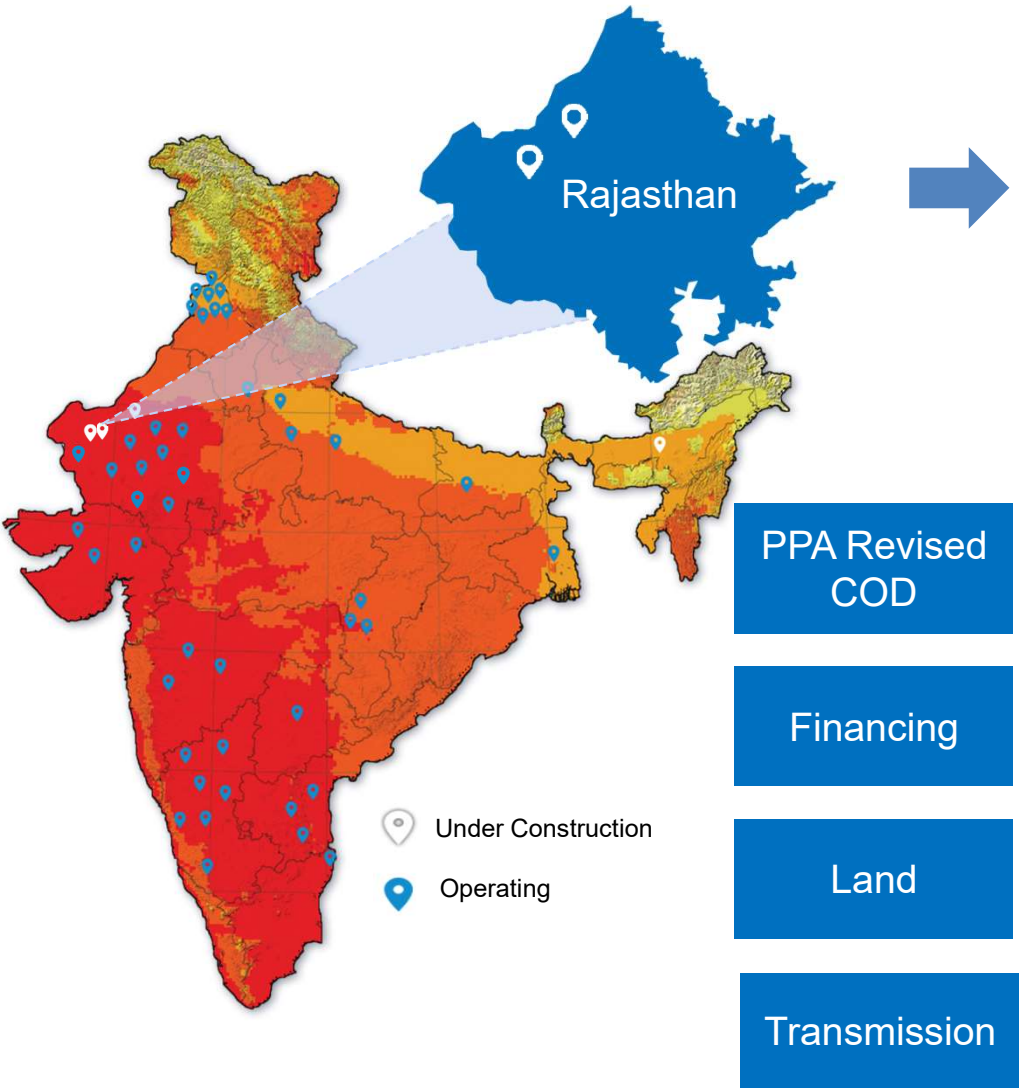 Rajasthan
PPA Revised
COD
Financing
Under Construction
Land
Operating
Transmission